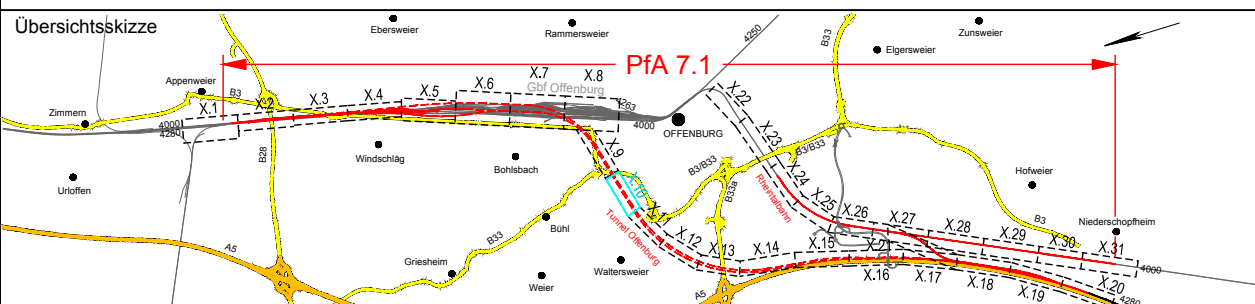 Übersichtsskizze
Ebersweier
Rammersweier
4250
B33
Zunsweier
Elgersweier
PfA 7.1
Appenweier
B3
X.1
X.2
X.3
X.4
X.5
X.6
X.7
X.8
Gbf Offenburg
4263
X.22
Zimmern
4000
4280
4000
OFFENBURG
X.23
B28
Windschläg
Bohlsbach
X.9
B3/B33
B3/B33
X.24
Hofweier
Urloffen
X.10
B33a
Rheintalbahn
X.25
X.26
X.27
X.28
X.29
X.30
X.31
B3
Niederschopfheim
4000
A5
B33
Bühl
X.11
Tunnel Offenburg
X.12
X.13
X.14
X.15
X.21
X.16
X.17
X.18
X.19
X.20
4280
Griesheim
Weier
Waltersweier
A5